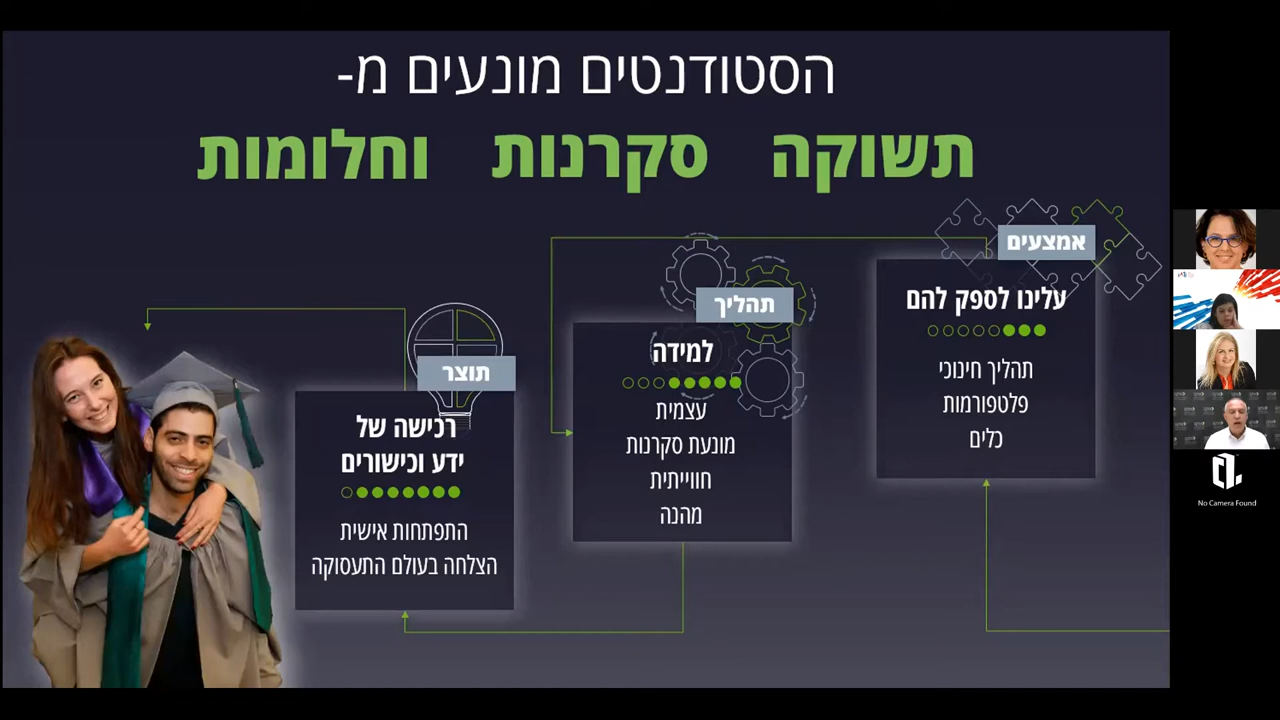 הסטודנטים מונעים מ-
תשוקה סקרנות וחלומות
אמצעים
עלינו לספק להם
תהליך חינוכי
פלטפורמות
כלים
תהליך
למידה
עצמית
מונעת סקרנות
חווייתית
מהנה
תוצר
רכישה של
ידע וכישורים
התפתחות אישית
הצלחה בעולם התעסוקה
No Camera Found